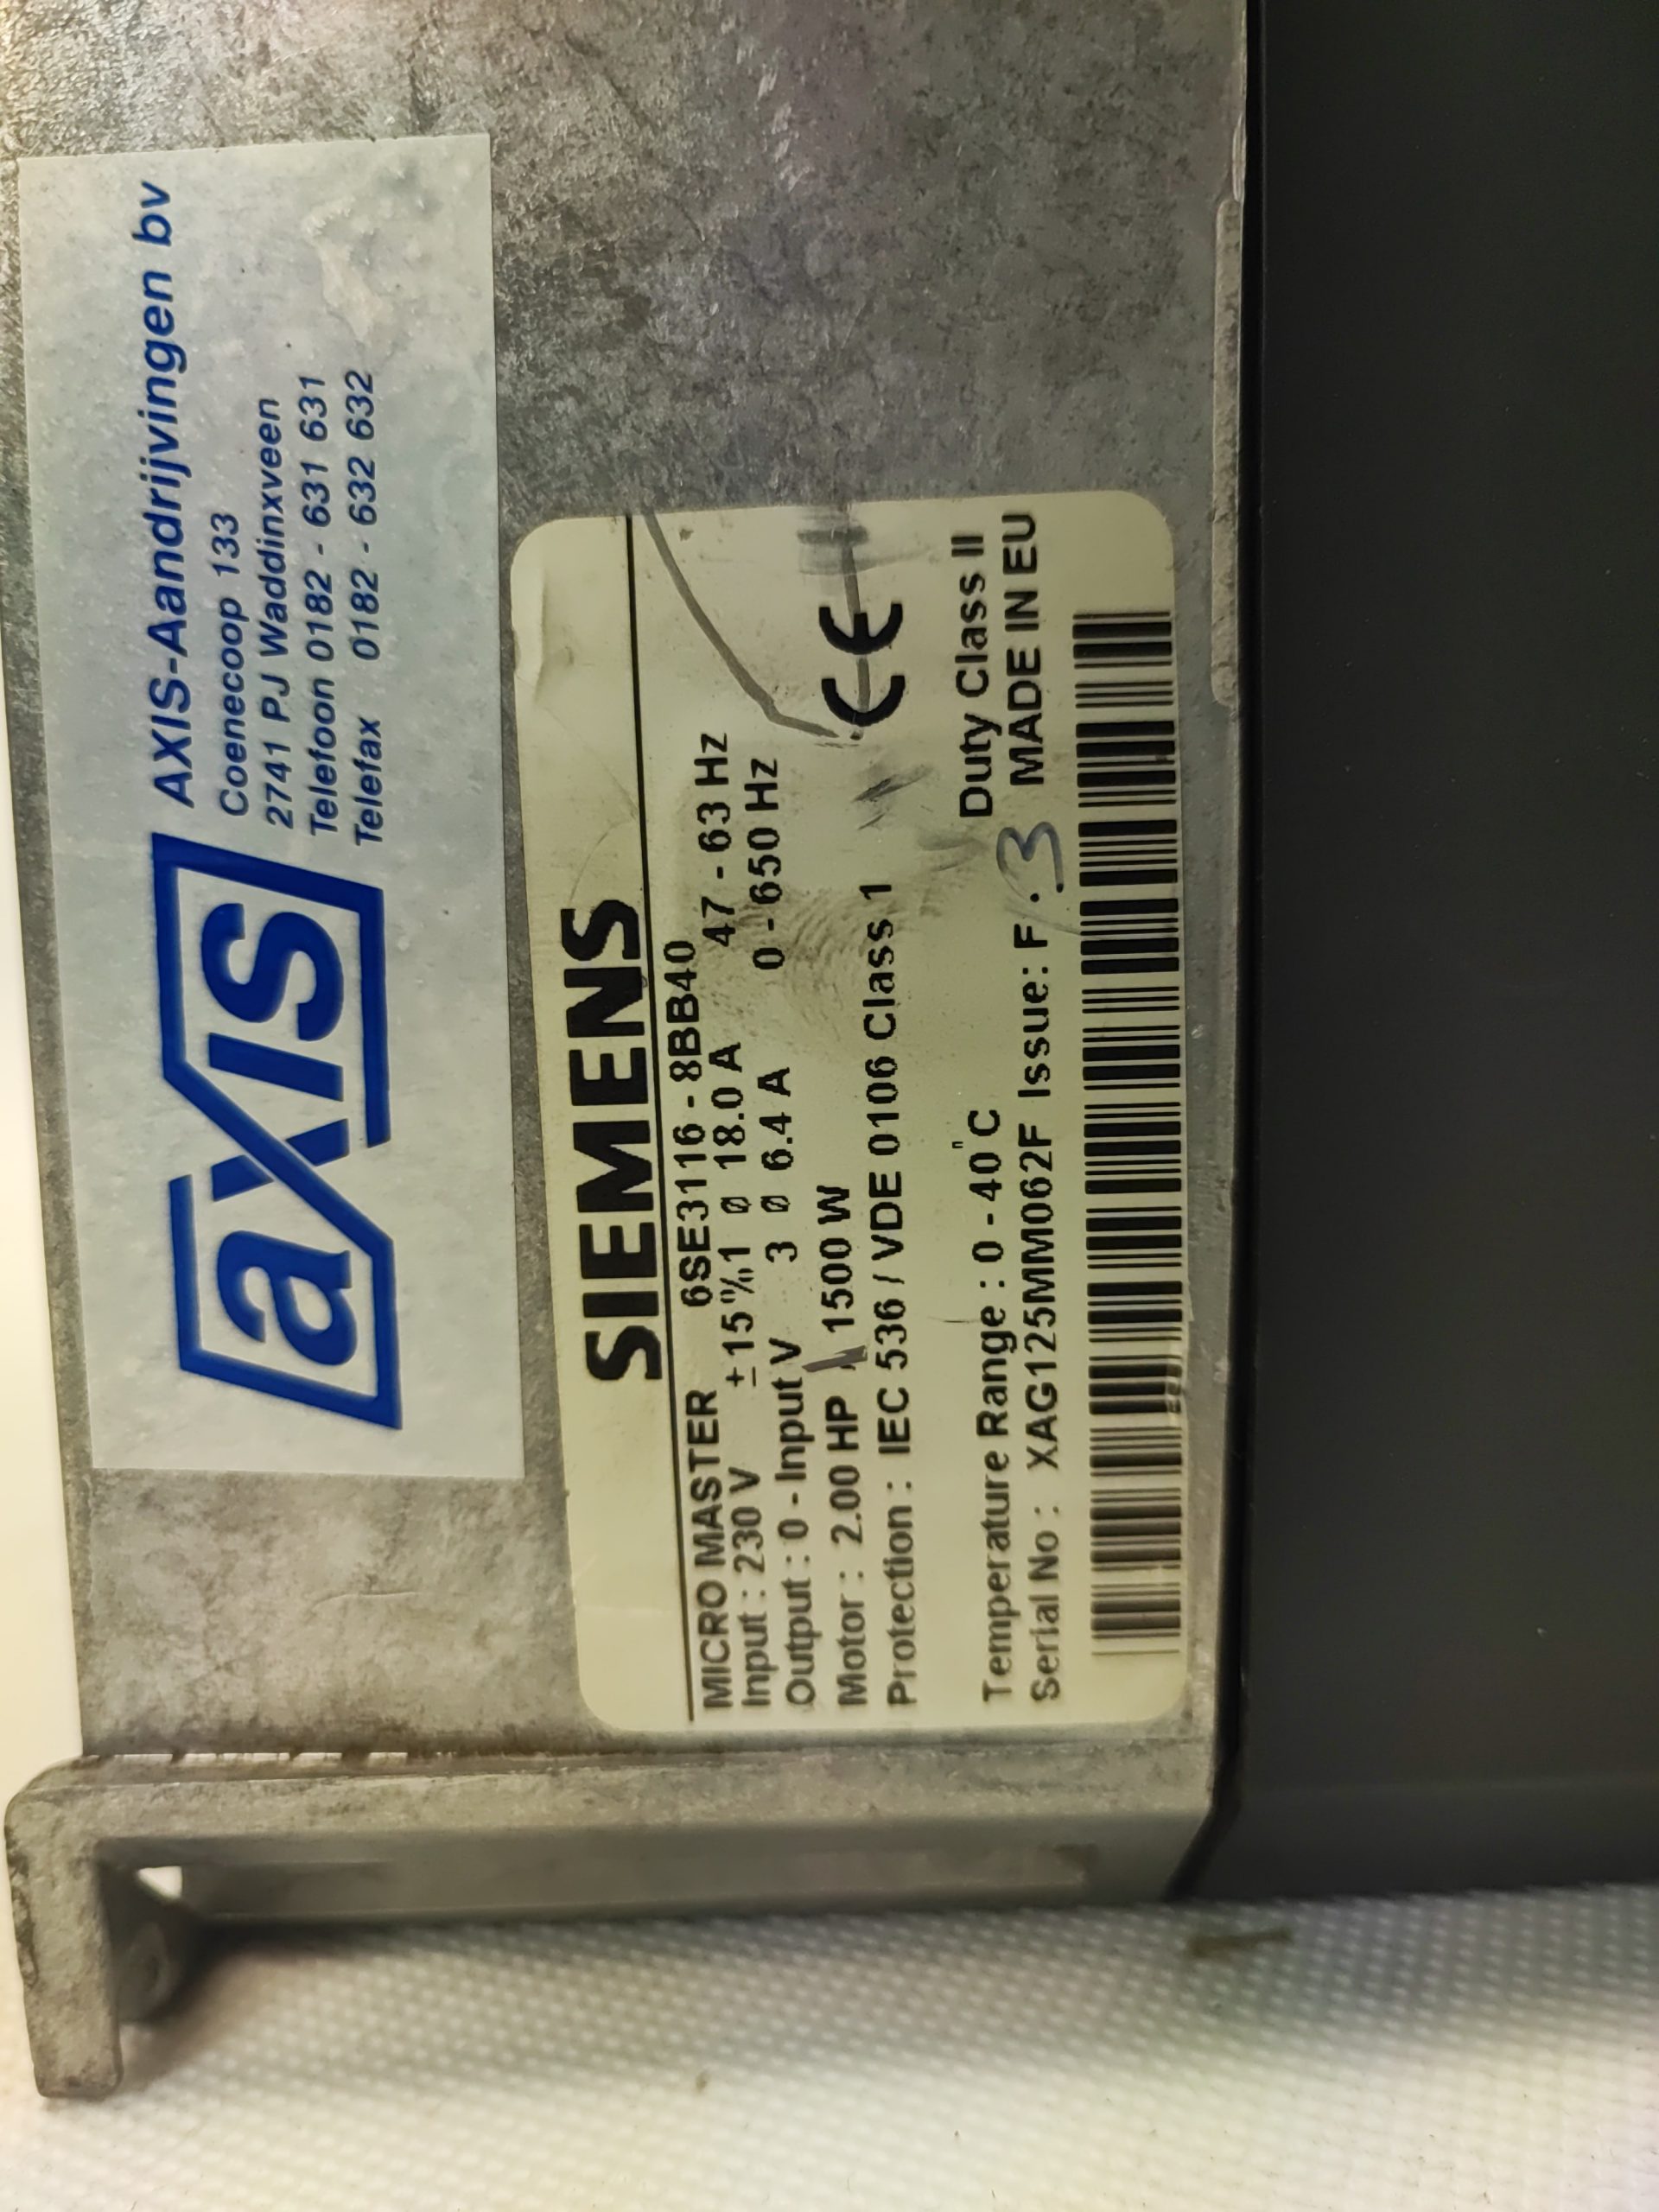 aXIS
AXIS-Aandrijvingen bv
Coenecoop 133
2741 PJ Waddinxveen
Telefoon 0182 - 631 631
Telefax 0182 - 632 632
SIEMENS
MICRO MASTER 6SE3116 - 8BB40
Input : 230 V ±15% 1 ø 18.0 A 47 - 63 Hz
Output : 0 - Input V 3 ø 6.4 A 0 - 650 Hz
Motor : 2.00 HP / 1500 W
Protection : IEC 536 / VDE 0106 Class 1
CE
Temperature Range : 0 - 40°C Duty Class II
Serial No : XAG125MM062F Issue: F . 3 MADE IN EU